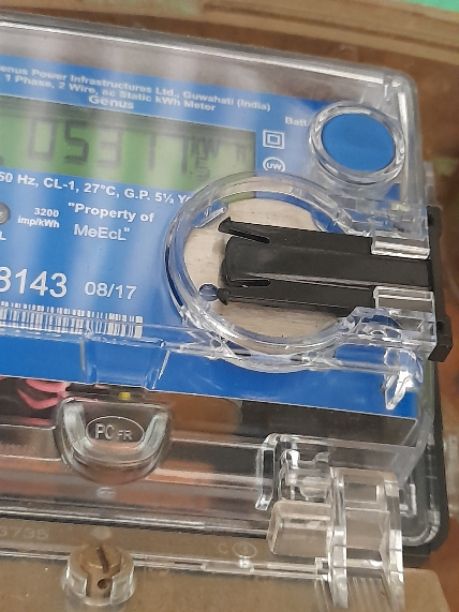 enus Power Infrastructures Ltd., Guwahati (India)
1 Phase, 2 Wire, ac Static kWh Meter
Genus
Batt.
05317
50 Hz, CL-1, 27°C, G.P. 5½ Y
3200
imp/kWh
"Property of
MeEcL"
8143 08/17
PC FR